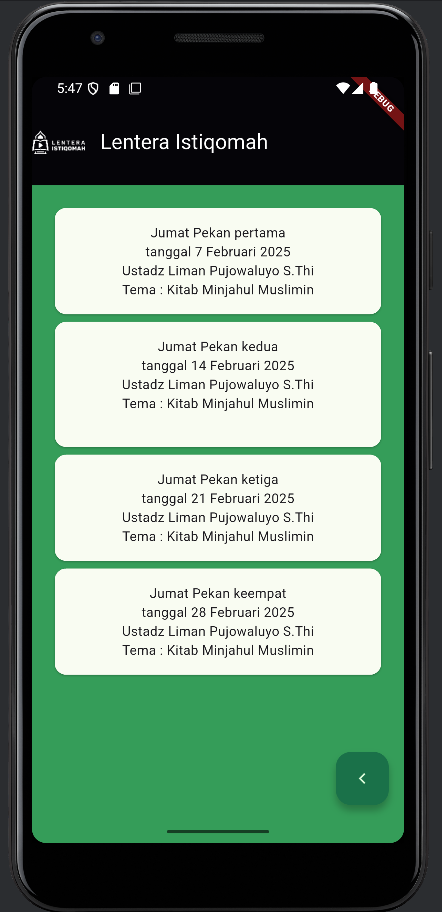 5:47
DEBUG
LENTERA
ISTIQOMAH
Lentera Istiqomah
Jumat Pekan pertama
tanggal 7 Februari 2025
Ustadz Liman Pujowaluyo S.Thi
Tema : Kitab Minjahul Muslimin
Jumat Pekan kedua
tanggal 14 Februari 2025
Ustadz Liman Pujowaluyo S.Thi
Tema : Kitab Minjahul Muslimin
Jumat Pekan ketiga
tanggal 21 Februari 2025
Ustadz Liman Pujowaluyo S.Thi
Tema : Kitab Minjahul Muslimin
Jumat Pekan keempat
tanggal 28 Februari 2025
Ustadz Liman Pujowaluyo S.Thi
Tema : Kitab Minjahul Muslimin